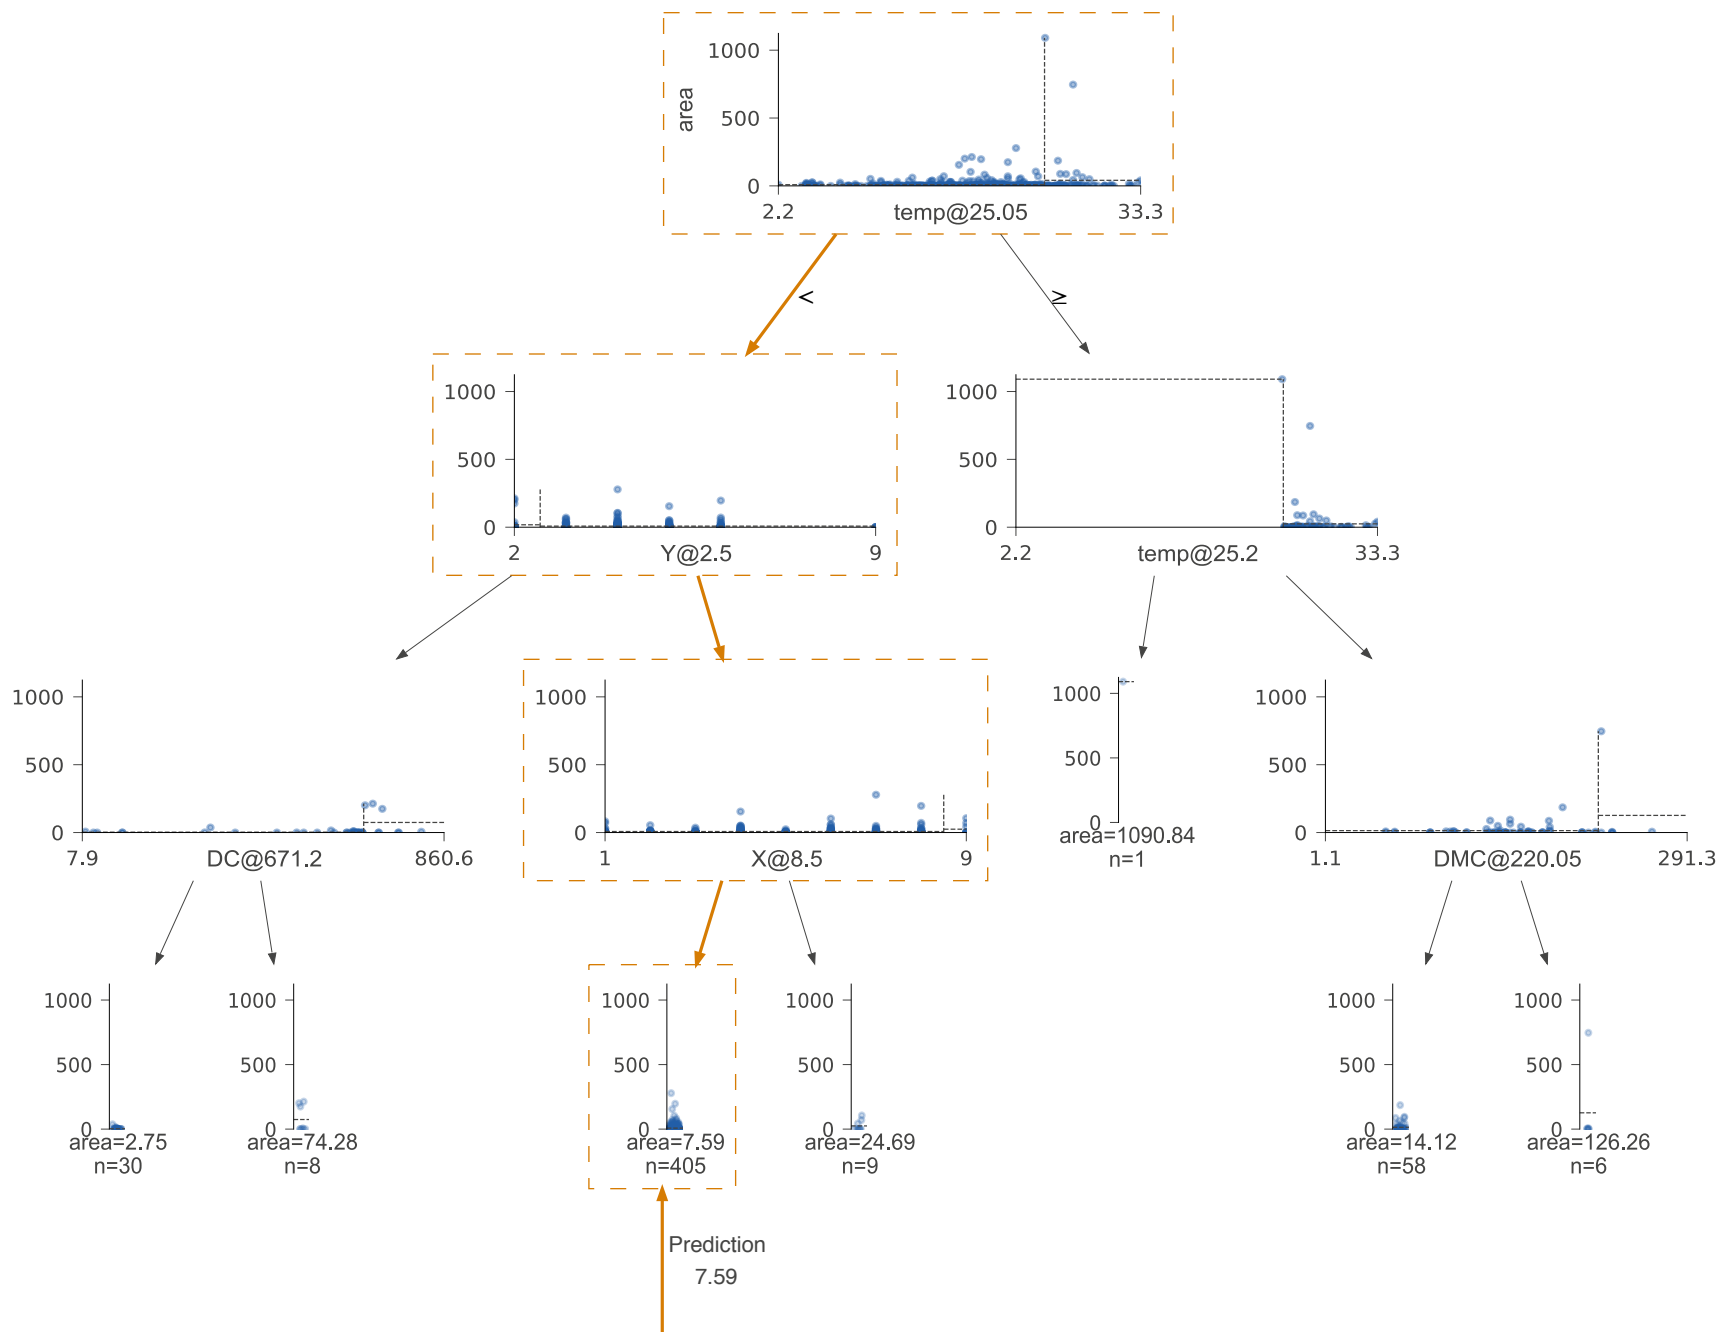 1000
500
0
area
2.2 temp@25.05 33.3
< ≥
1000
500
0
2 Y@2.5 9
1000
500
0
2.2 temp@25.2 33.3
1000
500
0
7.9 DC@671.2 860.6
1000
500
0
1 X@8.5 9
1000
500
0
area=1090.84
n=1
1000
500
0
1.1 DMC@220.05 291.3
1000
500
0
area=2.75
n=30
1000
500
0
area=74.28
n=8
1000
500
0
area=7.59
n=405
1000
500
0
area=24.69
n=9
1000
500
0
area=14.12
n=58
1000
500
0
area=126.26
n=6
Prediction
7.59